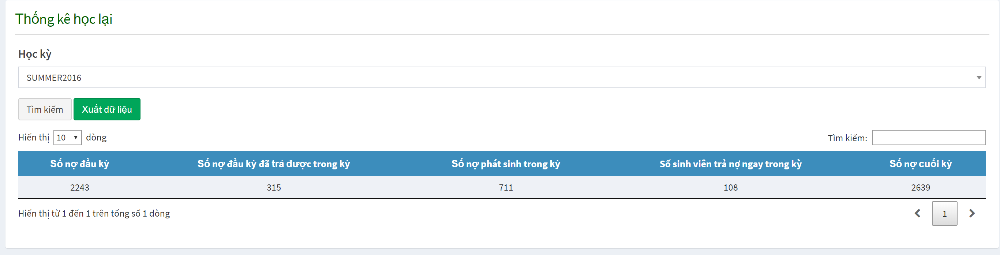 Thống kê học lại
Học kỳ
SUMMER2016
Tìm kiếm Xuất dữ liệu
Hiển thị 10 dòng Tìm kiếm:
Số nợ đầu kỳ Số nợ đầu kỳ đã trả được trong kỳ Số nợ phát sinh trong kỳ Số sinh viên trả nợ ngay trong kỳ Số nợ cuối kỳ
2243 315 711 108 2639
Hiển thị từ 1 đến 1 trên tổng số 1 dòng 1